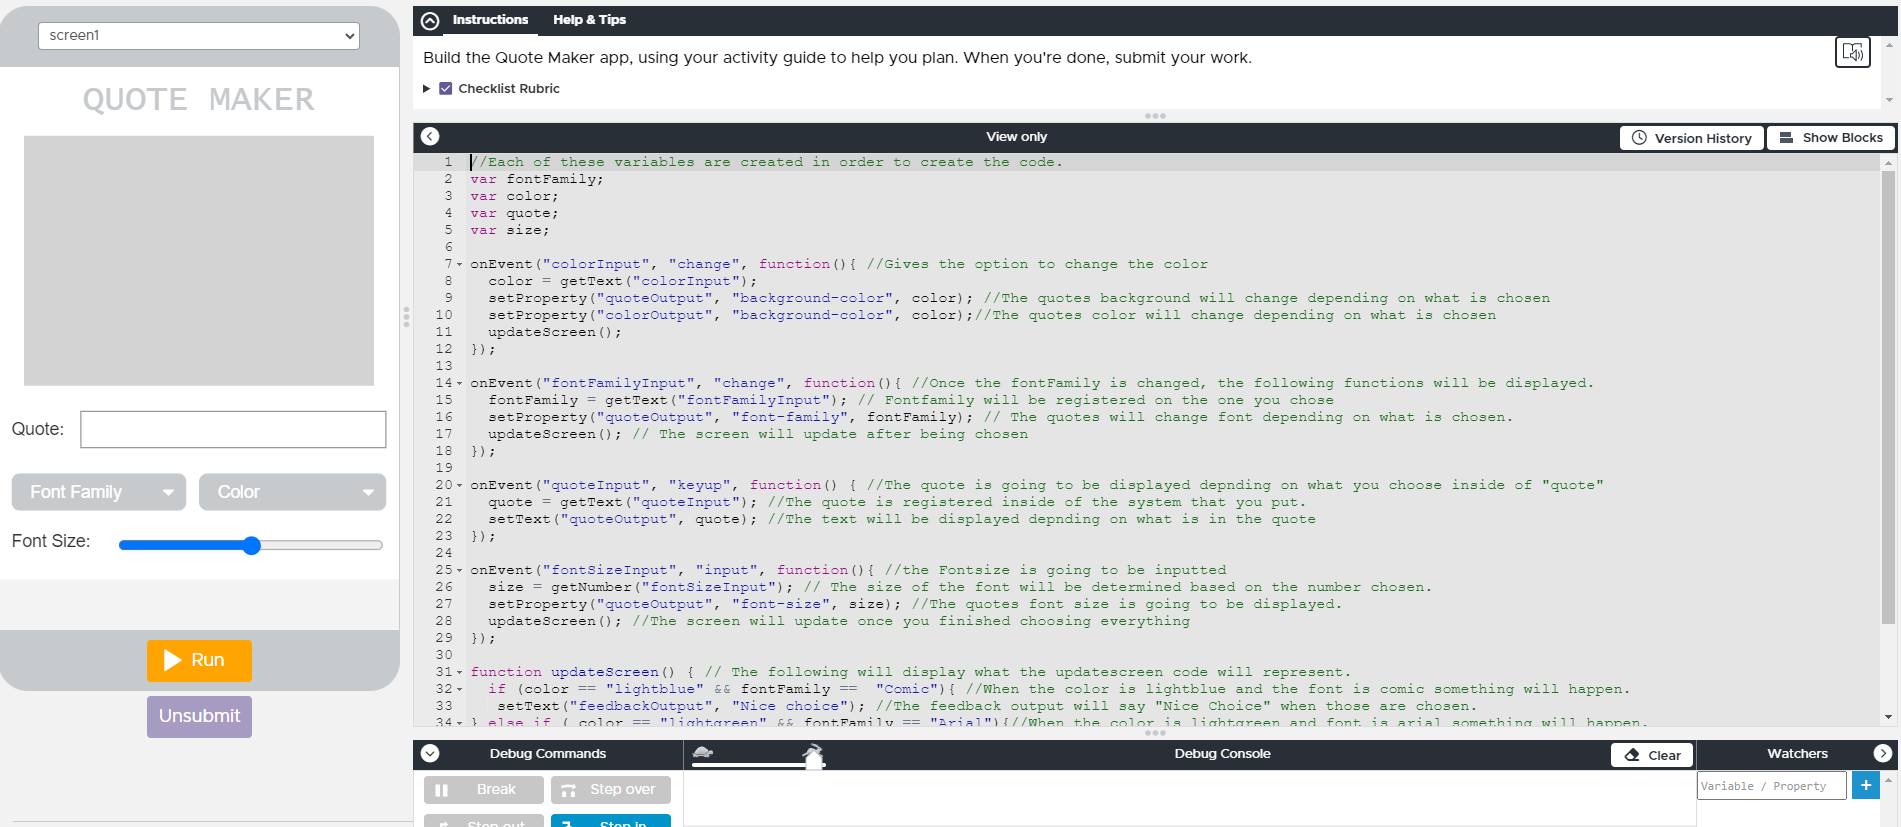 screen1
QUOTE MAKER
Quote:
Font Family
Color
Font Size:
Run
Unsubmit
Instructions
Help & Tips
Build the Quote Maker app, using your activity guide to help you plan. When you're done, submit your work.
Checklist Rubric
View only
Version History
Show Blocks
1 //Each of these variables are created in order to create the code.
2 var fontFamily;
3 var color;
4 var quote;
5 var size;
6
7 onEvent("colorInput", "change", function(){ //Gives the option to change the color
8 color = getText("colorInput");
9 setProperty("quoteOutput", "background-color", color); //The quotes background will change depending on what is chosen
10 setProperty("colorOutput", "background-color", color);//The quotes color will change depending on what is chosen
11 updateScreen();
12 });
13
14 onEvent("fontFamilyInput", "change", function(){ //Once the fontFamily is changed, the following functions will be displayed.
15 fontFamily = getText("fontFamilyInput"); // Fontfamily will be registered on the one you chose
16 setProperty("quoteOutput", "font-family", fontFamily); // The quotes will change font depending on what is chosen.
17 updateScreen(); // The screen will update after being chosen
18 });
19
20 onEvent("quoteInput", "keyup", function() { //The quote is going to be displayed depnding on what you choose inside of "quote"
21 quote = getText("quoteInput"); //The quote is registered inside of the system that you put.
22 setText("quoteOutput", quote); //The text will be displayed depnding on what is in the quote
23 });
24
25 onEvent("fontSizeInput", "input", function(){ //the Fontsize is going to be inputted
26 size = getNumber("fontSizeInput"); // The size of the font will be determined based on the number chosen.
27 setProperty("quoteOutput", "font-size", size); //The quotes font size is going to be displayed.
28 updateScreen(); //The screen will update once you finished choosing everything
29 });
30
31 function updateScreen() { // The following will display what the updatescreen code will represent.
32 if (color == "lightblue" && fontFamily == "Comic"){ //When the color is lightblue and the font is comic something will happen.
33 setText("feedbackOutput", "Nice choice"); //The feedback output will say "Nice Choice" when those are chosen.
34 } else if ( color == "lightgreen" && fontFamily == "Arial"){//When the color is lightgreen and font is arial something will happen.
Debug Commands
Debug Console
Clear
Watchers
Break
Step over
Step out
Step in
Variable / Property